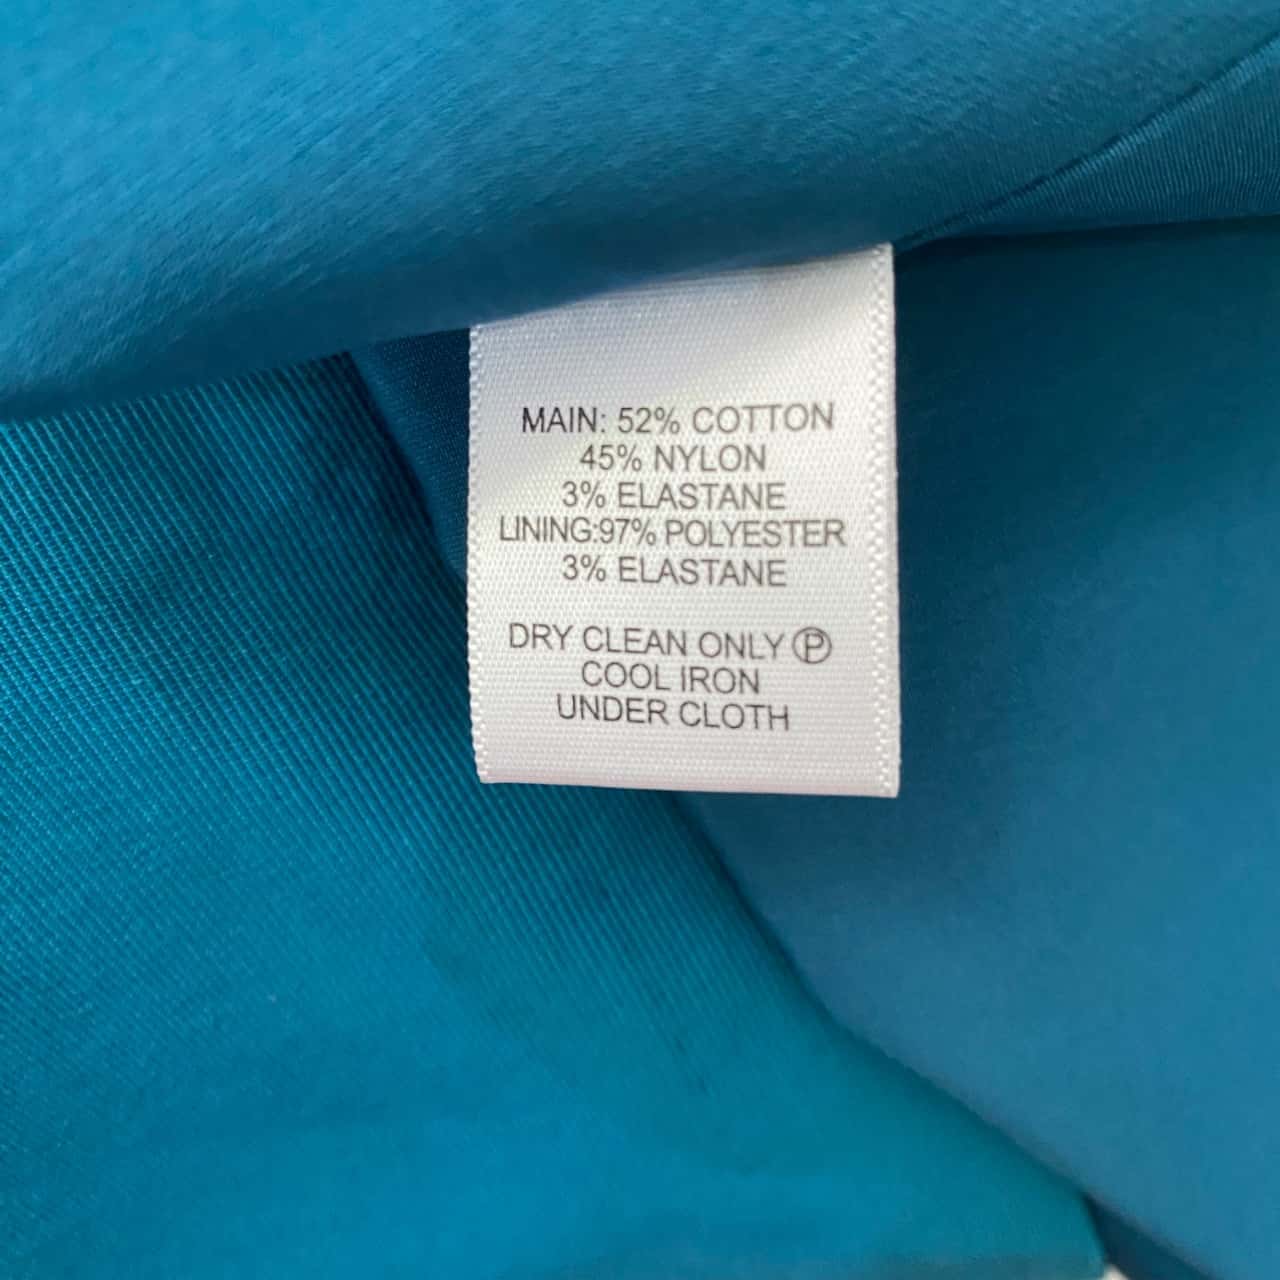 MAIN: 52% COTTON
45% NYLON
3% ELASTANE
LINING:97% POLYESTER
3% ELASTANE
DRY CLEAN ONLY Ⓟ
COOL IRON
UNDER CLOTH